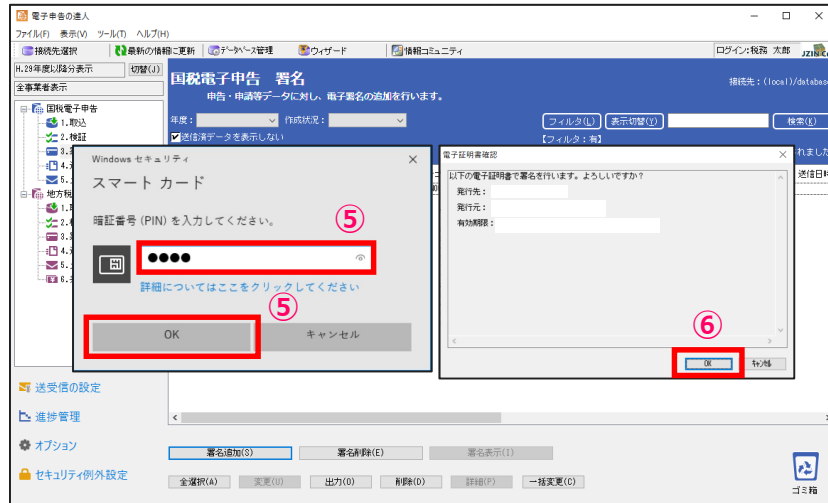 電子申告の達人
ファイル(F) 表示(V) ツール(T) ヘルプ(H)
接続先選択 最新の情報に更新 データベース管理 ウィザード 情報コミュニティ ログイン:税務 太郎
H.29年度以降分表示 切替(J)
全事業者表示
国税電子申告
1.取込
2.検証
地方税
国税電子申告 署名
接続先:(local)/database
申告・申請等データに対し、電子署名の追加を行います。
年度: 作成状況: フィルタ(L) 表示切替(Y) 検索(K)
送信済データを表示しない
【フィルタ:有】
送信日時
Windows セキュリティ
スマート カード
暗証番号 (PIN) を入力してください。
⑤
●●●●
詳細についてはここをクリックしてください
⑤
OK キャンセル
電子証明書確認
以下の電子証明書で署名を行います。よろしいですか?
発行先:
発行元:
有効期限:
⑥
OK キャンセル
送受信の設定
進捗管理
オプション
セキュリティ例外設定
署名追加(S) 署名削除(E) 署名表示(I)
全選択(A) 変更(U) 出力(O) 削除(D) 詳細(P) 一括変更(C)
ゴミ箱